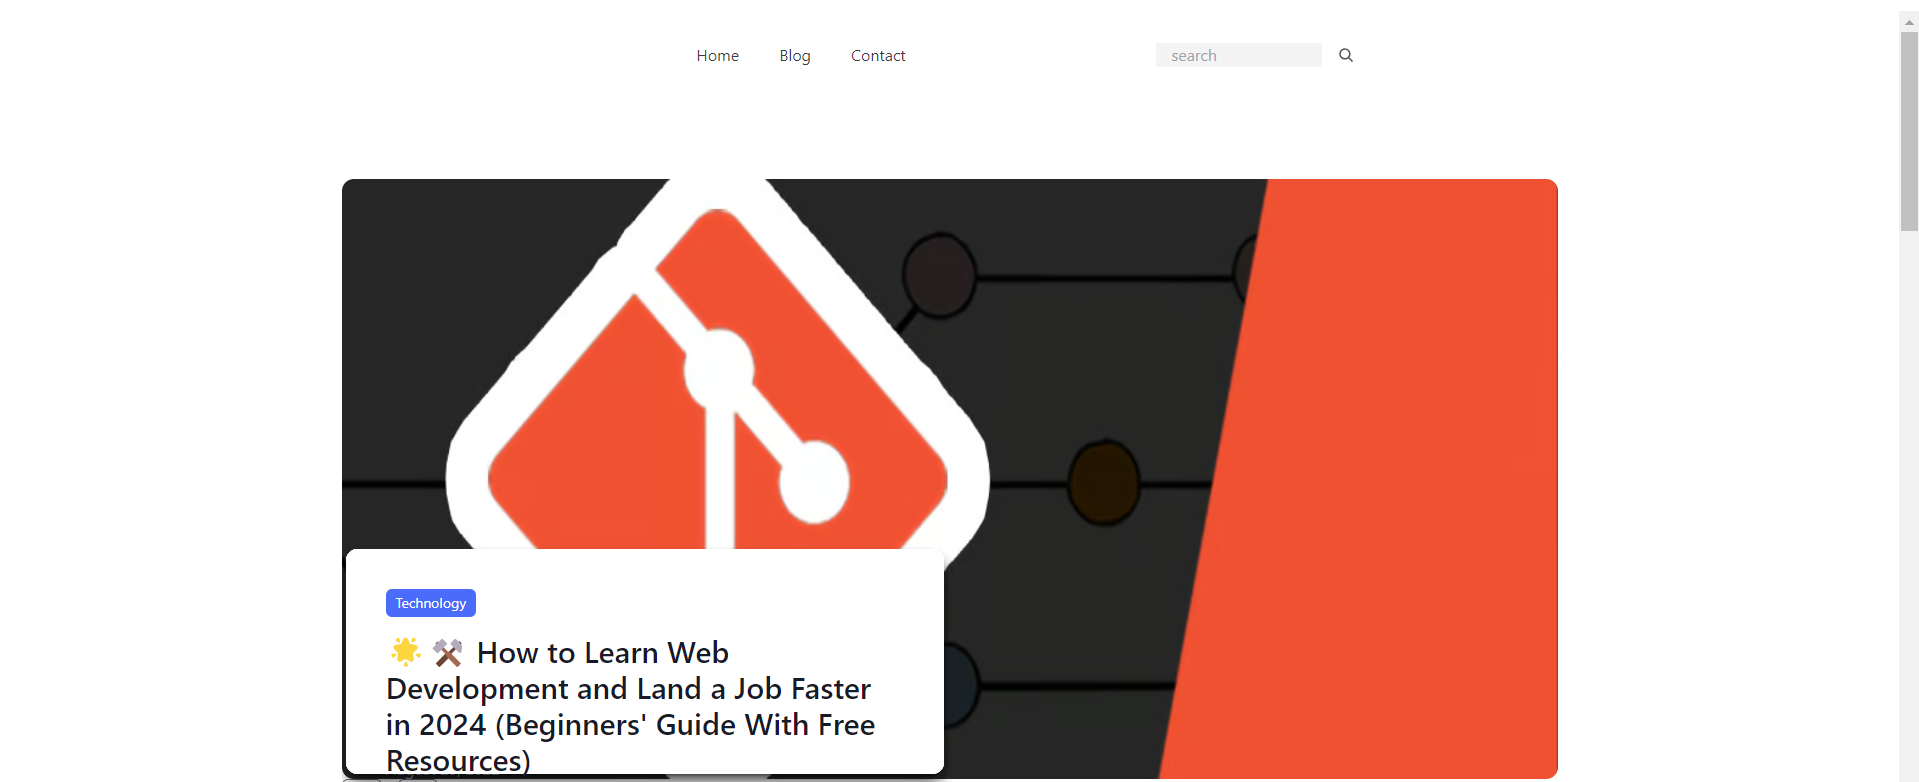 Home Blog Contact search
Technology
🌟 ⚒️ How to Learn Web
Development and Land a Job Faster
in 2024 (Beginners' Guide With Free
Resources)